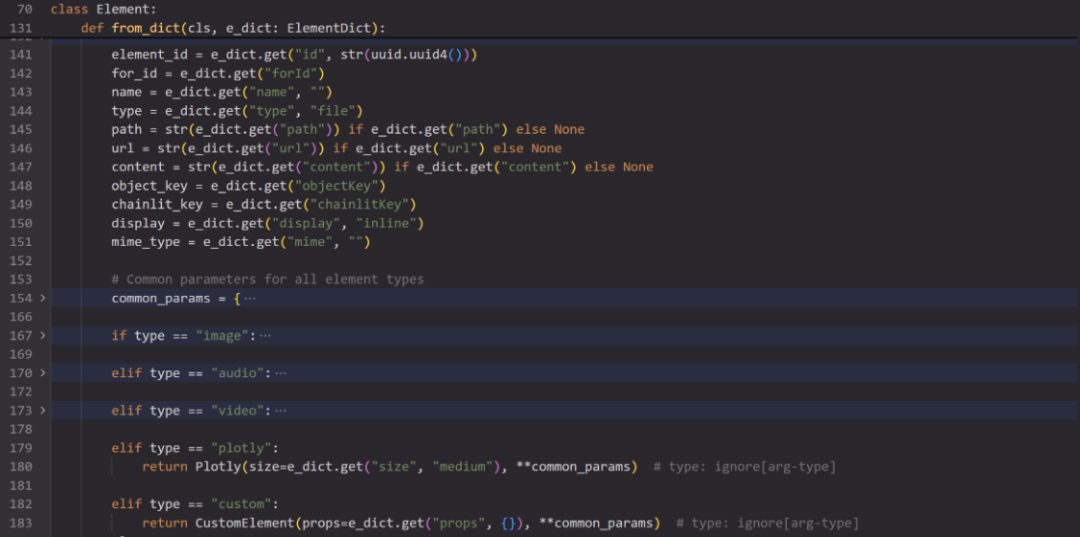 70 class Element:
131 def from_dict(cls, e_dict: ElementDict):
141 element_id = e_dict.get("id", str(uuid.uuid4()))
142 for_id = e_dict.get("forId")
143 name = e_dict.get("name", "")
144 type = e_dict.get("type", "file")
145 path = str(e_dict.get("path")) if e_dict.get("path") else None
146 url = str(e_dict.get("url")) if e_dict.get("url") else None
147 content = str(e_dict.get("content")) if e_dict.get("content") else None
148 object_key = e_dict.get("objectKey")
149 chainlit_key = e_dict.get("chainlitKey")
150 display = e_dict.get("display", "inline")
151 mime_type = e_dict.get("mime", "")
152
153 # Common parameters for all element types
154 > common_params = { ···
166
167 > if type == "image": ···
169
170 > elif type == "audio": ···
172
173 > elif type == "video": ···
178
179 elif type == "plotly":
180 return Plotly(size=e_dict.get("size", "medium"), **common_params) # type: ignore[arg-type]
181
182 elif type == "custom":
183 return CustomElement(props=e_dict.get("props", {}), **common_params) # type: ignore[arg-type]